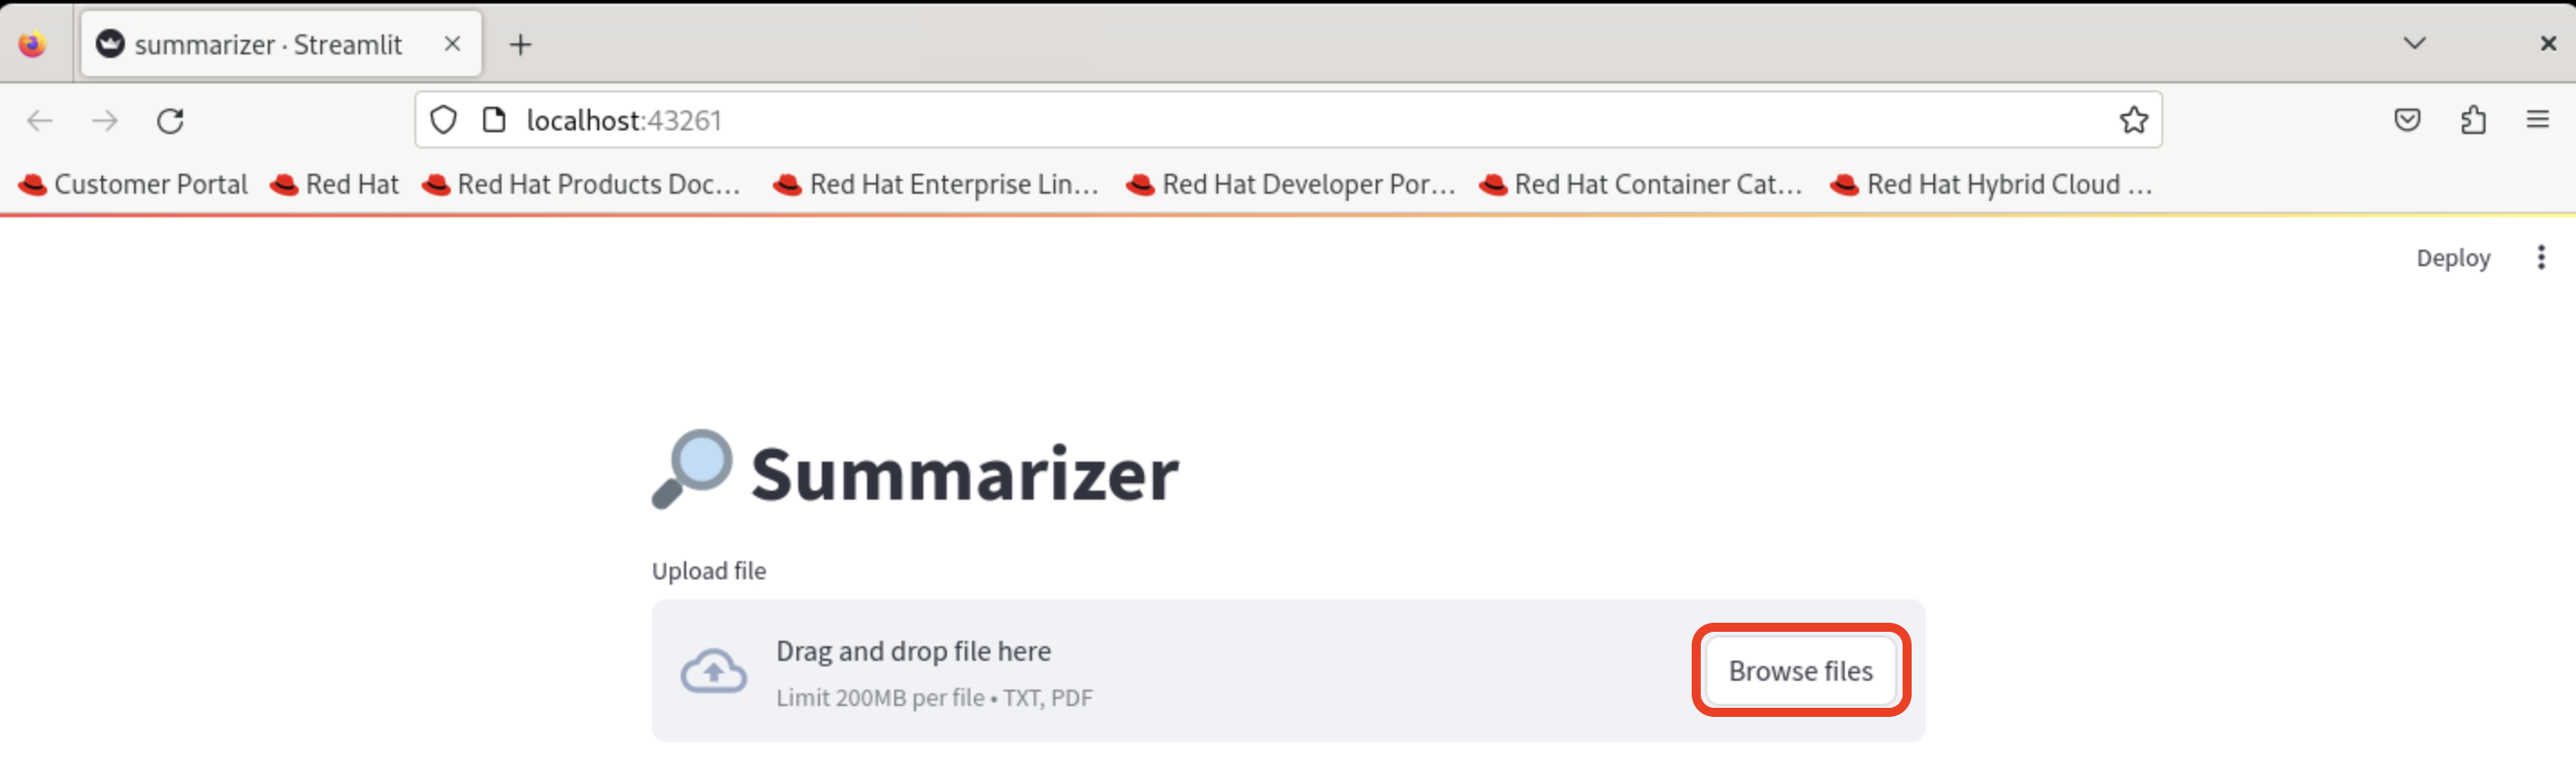 summarizer · Streamlit
localhost:43261
Customer Portal Red Hat Red Hat Products Doc… Red Hat Enterprise Lin… Red Hat Developer Por… Red Hat Container Cat… Red Hat Hybrid Cloud …
Deploy
Summarizer
Upload file
Drag and drop file here
Limit 200MB per file • TXT, PDF
Browse files